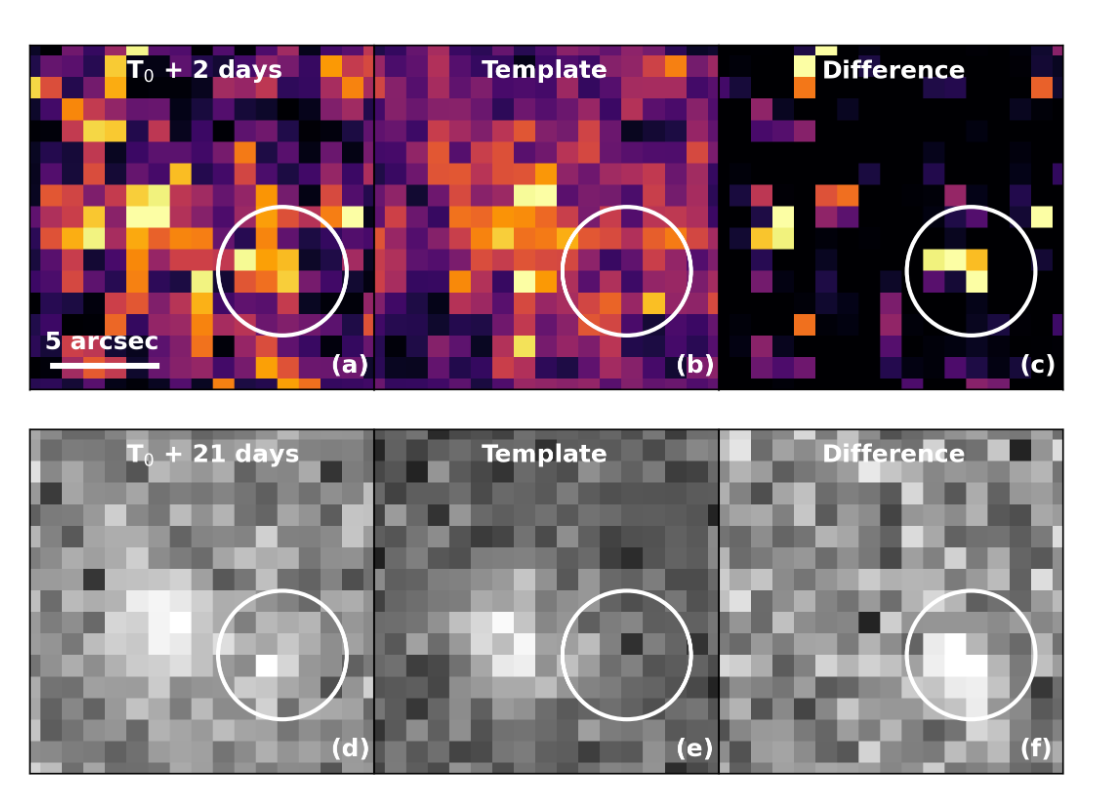 T₀ + 2 days
Template
Difference
5 arcsec
(a)
(b)
(c)
T₀ + 21 days
Template
Difference
(d)
(e)
(f)